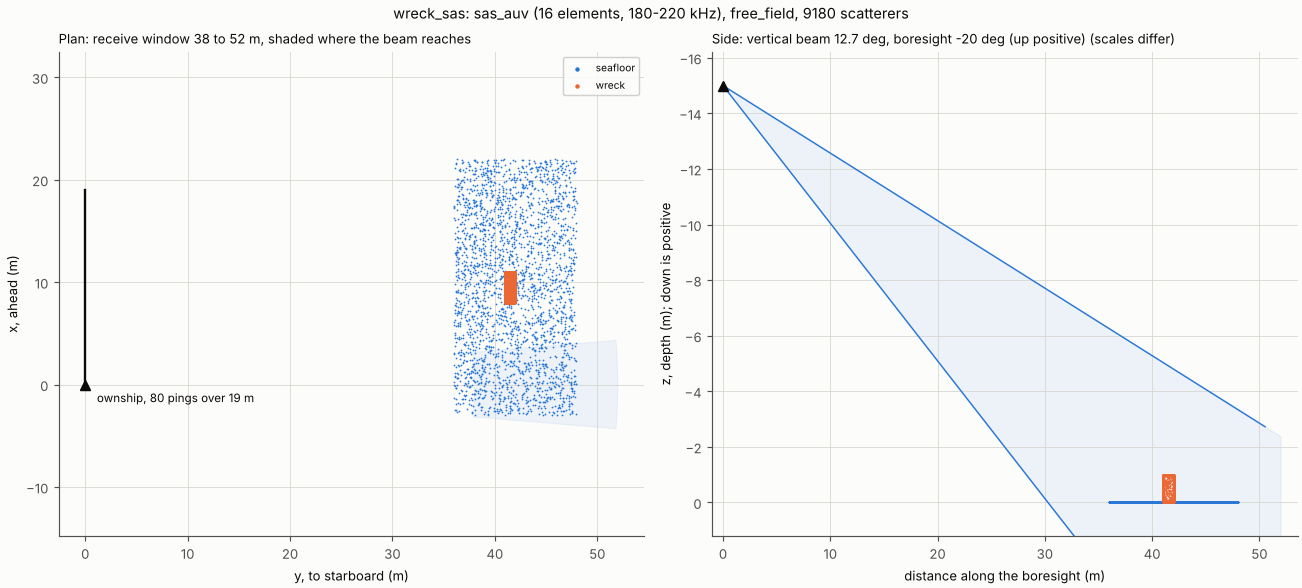 wreck_sas: sas_auv (16 elements, 180-220 kHz), free_field, 9180 scatterers
Plan: receive window 38 to 52 m, shaded where the beam reaches
30
20
10
0
−10
0
10
20
30
40
50
x, ahead (m)
y, to starboard (m)
seafloor
wreck
ownship, 80 pings over 19 m
Side: vertical beam 12.7 deg, boresight -20 deg (up positive) (scales differ)
−16
−14
−12
−10
−8
−6
−4
−2
0
0
10
20
30
40
50
z, depth (m); down is positive
distance along the boresight (m)